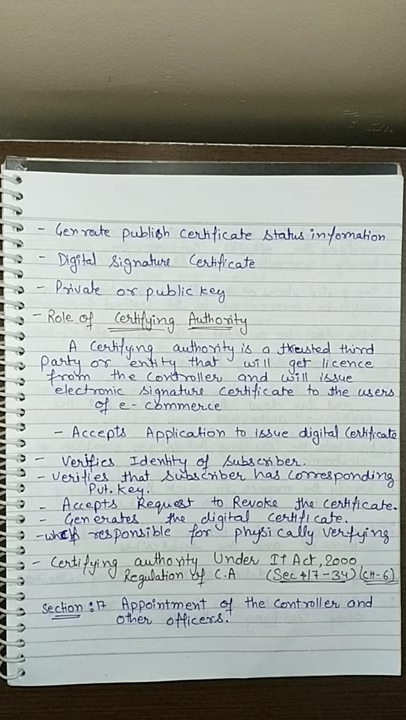 - Genrate publish certificate status infomation
- Digital signature Certificate
- Private or public key
- Role of Certifying Authority
A Certifying authority is a trusted third
party or entity that will get licence
from the controller and will issue
electronic signature certificate to the users
of e-commerce
- Accepts Application to issue digital Certificate
- Verifies Identity of Subscriber.
- verifies that Subscriber has corresponding
Pvt. key.
- Accepts Request to Revoke the certificate.
- Generates the digital certificate.
- responsible for physically verifying
- Certifying authority Under IT Act, 2000
Regulation of C.A (Sec 17-34) (CH-6)
section : 17 Appointment of the controller and
other officers.